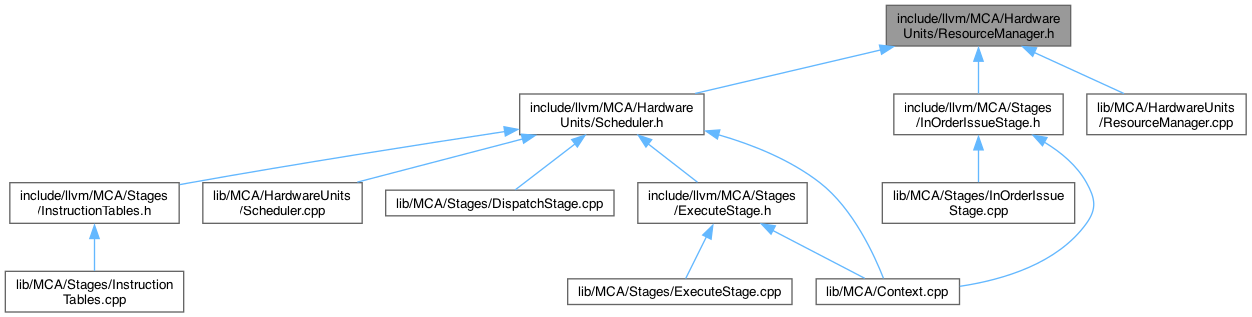 include/llvm/MCA/Hardware
Units/ResourceManager.h
include/llvm/MCA/Hardware
Units/Scheduler.h
include/llvm/MCA/Stages
/InOrderIssueStage.h
lib/MCA/HardwareUnits
/ResourceManager.cpp
include/llvm/MCA/Stages
/InstructionTables.h
lib/MCA/HardwareUnits
/Scheduler.cpp
lib/MCA/Stages/DispatchStage.cpp
include/llvm/MCA/Stages
/ExecuteStage.h
lib/MCA/Stages/InOrderIssue
Stage.cpp
lib/MCA/Stages/Instruction
Tables.cpp
lib/MCA/Stages/ExecuteStage.cpp
lib/MCA/Context.cpp